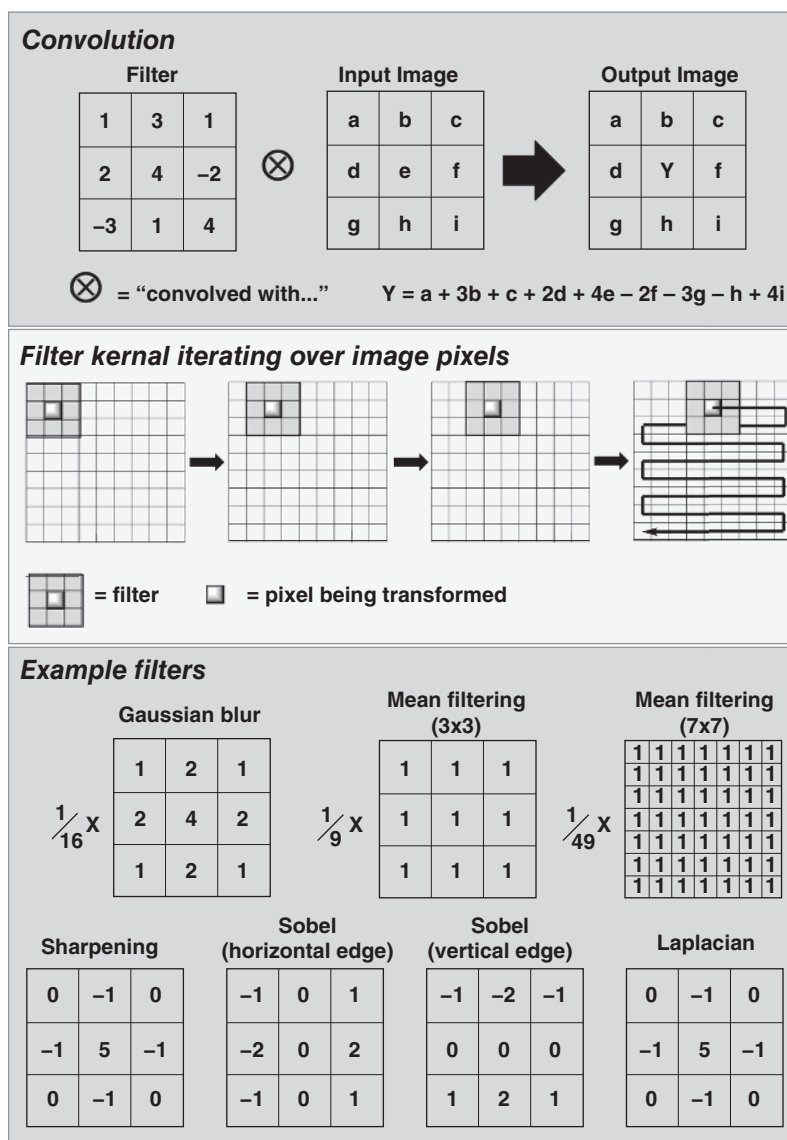 Convolution
Filter Input Image Output Image
1 3 1 a b c a b c
2 4 −2 ⊗ d e f d Y f
−3 1 4 g h i g h i
⊗ = “convolved with...” Y = a + 3b + c + 2d + 4e – 2f – 3g – h + 4i
Filter kernal iterating over image pixels
= filter = pixel being transformed
Example filters
Gaussian blur Mean filtering (3x3) Mean filtering (7x7)
1/16 X 1/9 X 1/49 X
1 2 1 1 1 1 1 1 1 1 1 1 1
2 4 2 1 1 1 1 1 1 1 1 1 1
1 2 1 1 1 1 1 1 1 1 1 1 1
1 1 1 1 1 1 1
1 1 1 1 1 1 1
1 1 1 1 1 1 1
1 1 1 1 1 1 1
Sharpening Sobel (horizontal edge) Sobel (vertical edge) Laplacian
0 −1 0 −1 0 1 −1 −2 −1 0 −1 0
−1 5 −1 −2 0 2 0 0 0 −1 5 −1
0 −1 0 −1 0 1 1 2 1 0 −1 0